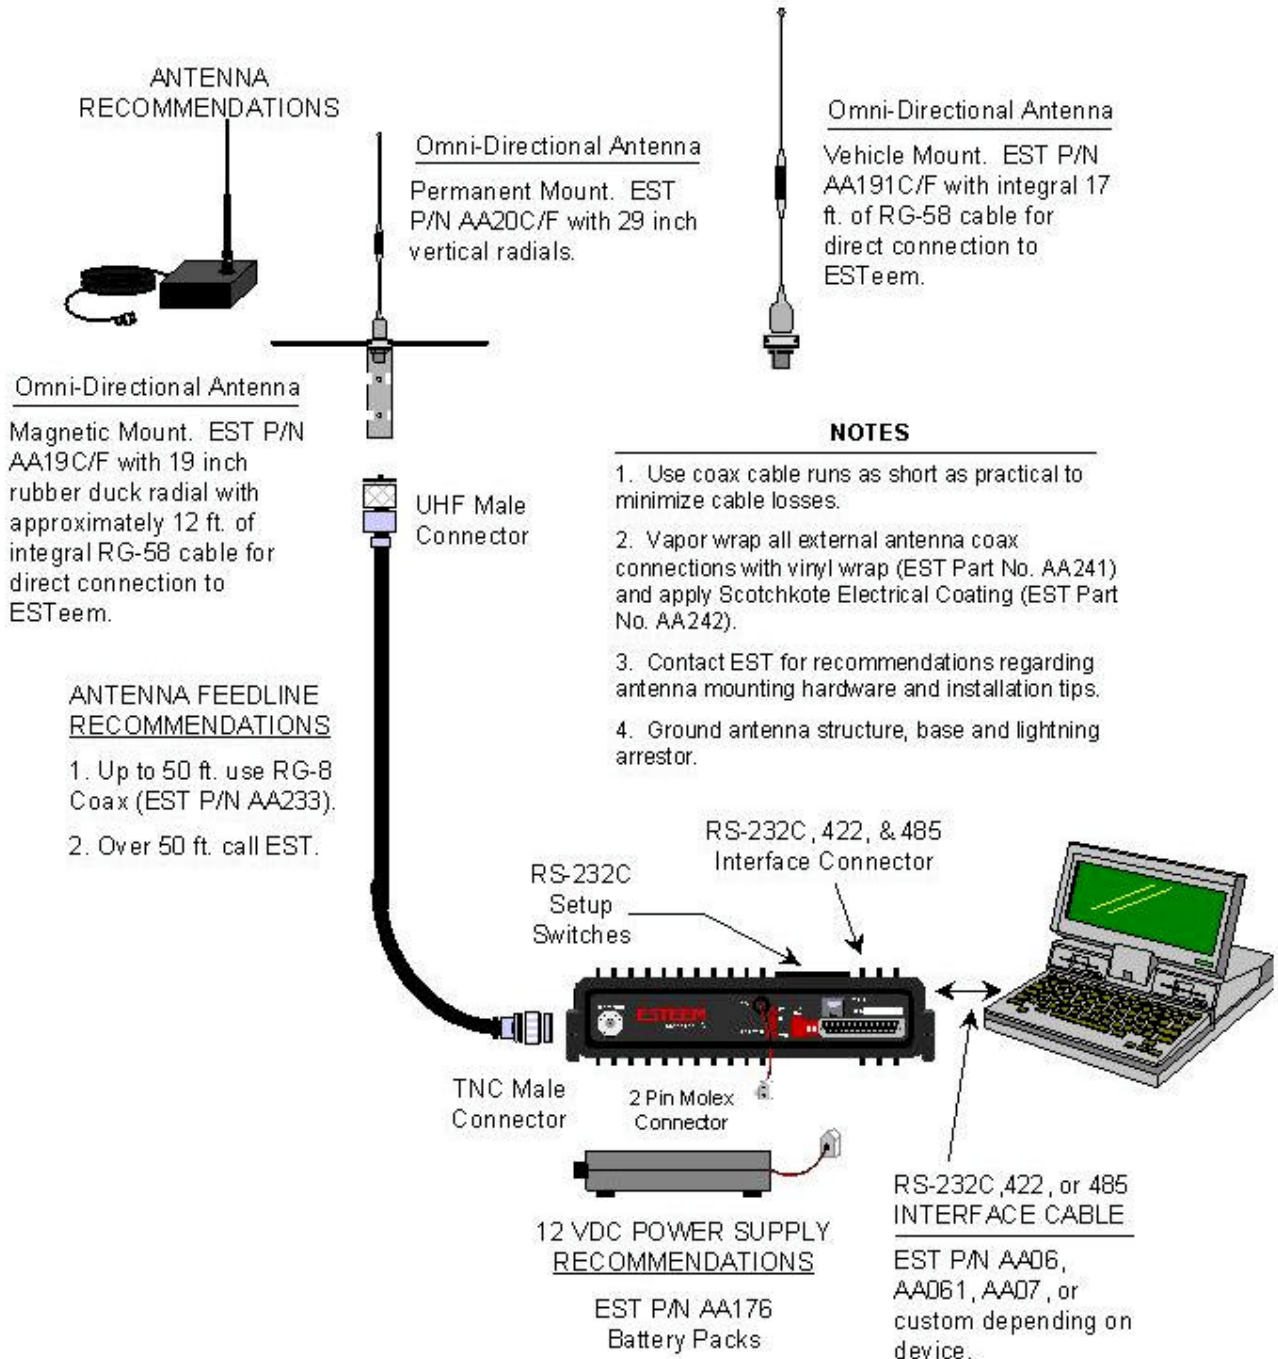 ANTENNA
RECOMMENDATIONS
Omni-Directional Antenna
Permanent Mount. EST
P/N AA20C/F with 29 inch
vertical radials.
Omni-Directional Antenna
Vehicle Mount. EST P/N
AA191C/F with integral 17
ft. of RG-58 cable for
direct connection to
ESTeem.
Omni-Directional Antenna
Magnetic Mount. EST P/N
AA19C/F with 19 inch
rubber duck radial with
approximately 12 ft. of
integral RG-58 cable for
direct connection to
ESTeem.
UHF Male
Connector
NOTES
1. Use coax cable runs as short as practical to
minimize cable losses.
2. Vapor wrap all external antenna coax
connections with vinyl wrap (EST Part No. AA241)
and apply Scotchkote Electrical Coating (EST Part
No. AA242).
3. Contact EST for recommendations regarding
antenna mounting hardware and installation tips.
4. Ground antenna structure, base and lightning
arrestor.
ANTENNA FEEDLINE
RECOMMENDATIONS
1. Up to 50 ft. use RG-8
Coax (EST P/N AA233).
2. Over 50 ft. call EST.
RS-232C, 422, & 485
Interface Connector
RS-232C
Setup
Switches
ESTEEM
TNC Male
Connector
2 Pin Molex
Connector
12 VDC POWER SUPPLY
RECOMMENDATIONS
EST P/N AA176
Battery Packs
RS-232C,422, or 485
INTERFACE CABLE
EST P/N AA06,
AA061, AA07, or
custom depending on
device.